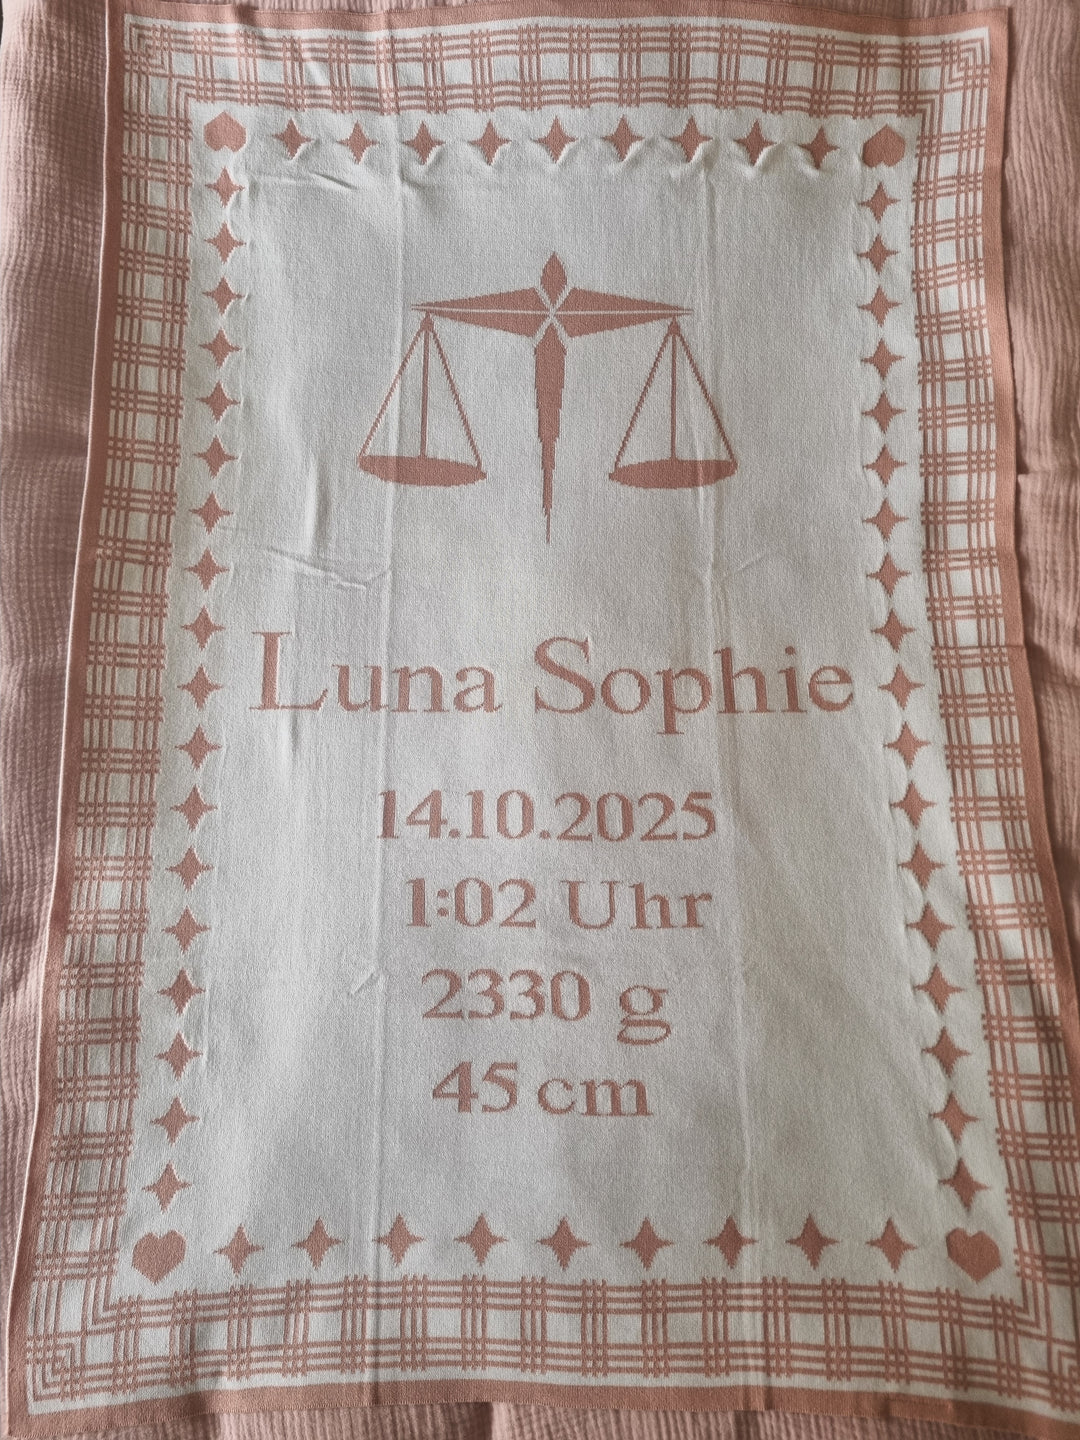 Luna Sophie
14.10.2025
1:02 Uhr
2330 g
45 cm